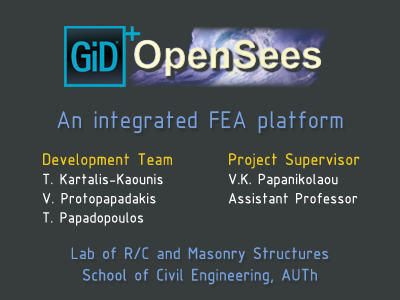 GiD+OpenSees
An integrated FEA platform
Development Team
T. Kartalis-Kaounis
V. Protopapadakis
T. Papadopoulos
Project Supervisor
V.K. Papanikolaou
Assistant Professor
Lab of R/C and Masonry Structures
School of Civil Engineering, AUTh